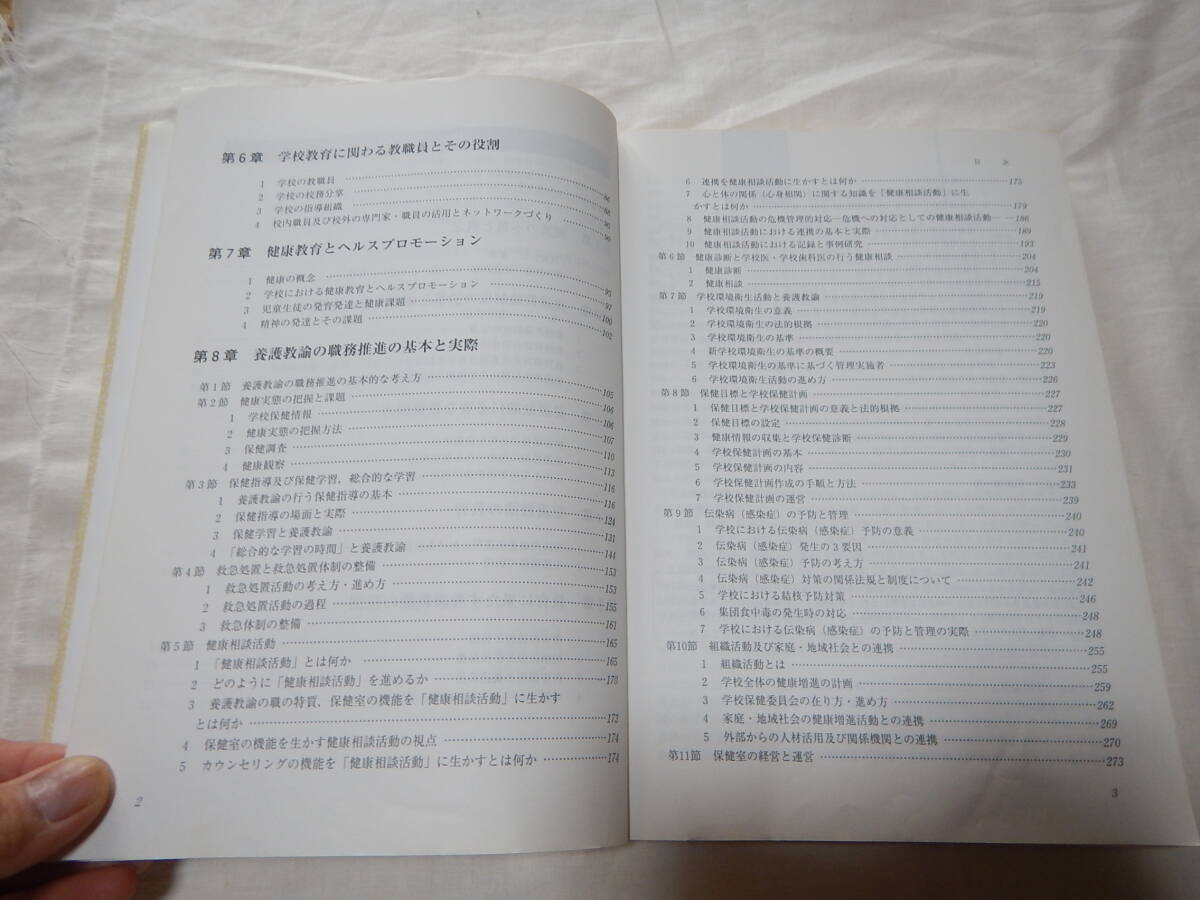 第6章 学校教育に関わる教職員とその役割
1 学校の教職員
2 学校の校務分掌 86
3 学校の指導組織 88
4 校内職員及び校外の専門家・職員の活用とネットワークづくり
第7章 健康教育とヘルスプロモーション
1 健康の概念
2 学校における健康教育とヘルスプロモーション 95
3 児童生徒の発育発達と健康課題 97
4 精神の発達とその課題 100
102
第8章 養護教諭の職務推進の基本と実際
第1節 養護教諭の職務推進の基本的な考え方 105
第2節 健康実態の把握と課題 106
1 学校保健情報 106
2 健康実態の把握方法 107
3 保健調査 110
4 健康観察 113
第3節 保健指導及び保健学習，総合的な学習 116
1 養護教諭の行う保健指導の基本 116
2 保健指導の場面と実際 124
3 保健学習と養護教諭 131
4 「総合的な学習の時間」と養護教諭 144
第4節 救急処置と救急処置体制の整備 153
1 救急処置活動の考え方・進め方 153
2 救急処置活動の過程 155
3 救急体制の整備 161
第5節 健康相談活動 165
1 「健康相談活動」とは何か 165
2 どのように「健康相談活動」を進めるか 170
3 養護教諭の職の特質，保健室の機能を「健康相談活動」に生かす
とは何か 173
4 保健室の機能を生かす健康相談活動の視点 174
5 カウンセリングの機能を「健康相談活動」に生かすとは何か 174
2
目 次
6 連携を健康相談活動に生かすとは何か 175
7 心と体の関係（心身相関）に関する知識を「健康相談活動」に生
かすとは何か 179
8 健康相談活動の危機管理的対応―危機への対応としての健康相談活動― 186
9 健康相談活動における連携の基本と実際 189
10 健康相談活動における記録と事例研究 193
第6節 健康診断と学校医・学校歯科医の行う健康相談 204
1 健康診断 204
2 健康相談 215
第7節 学校環境衛生活動と養護教諭 219
1 学校環境衛生の意義 219
2 学校環境衛生の法的根拠 220
3 学校環境衛生の基準 220
4 新学校環境衛生の基準の概要 220
5 学校環境衛生の基準に基づく管理実施者 223
6 学校環境衛生活動の進め方 226
第8節 保健目標と学校保健計画 227
1 保健目標と学校保健計画の意義と法的根拠 227
2 保健目標の設定 228
3 健康情報の収集と学校保健診断 229
4 学校保健計画の基本 230
5 学校保健計画の内容 231
6 学校保健計画作成の手順と方法 233
7 学校保健計画の運営 239
第9節 伝染病（感染症）の予防と管理 240
1 学校における伝染病（感染症）予防の意義 240
2 伝染病（感染症）発生の3要因 241
3 伝染病（感染症）予防の考え方 241
4 伝染病（感染症）対策の関係法規と制度について 242
5 学校における結核予防対策 246
6 集団食中毒の発生時の対応 248
7 学校における伝染病（感染症）の予防と管理の実際 248
第10節 組織活動及び家庭・地域社会との連携 255
1 組織活動とは 255
2 学校全体の健康増進の計画 259
3 学校保健委員会の在り方・進め方 262
4 家庭・地域社会の健康増進活動との連携 269
5 外部からの人材活用及び関係機関との連携 270
第11節 保健室の経営と運営 273
3